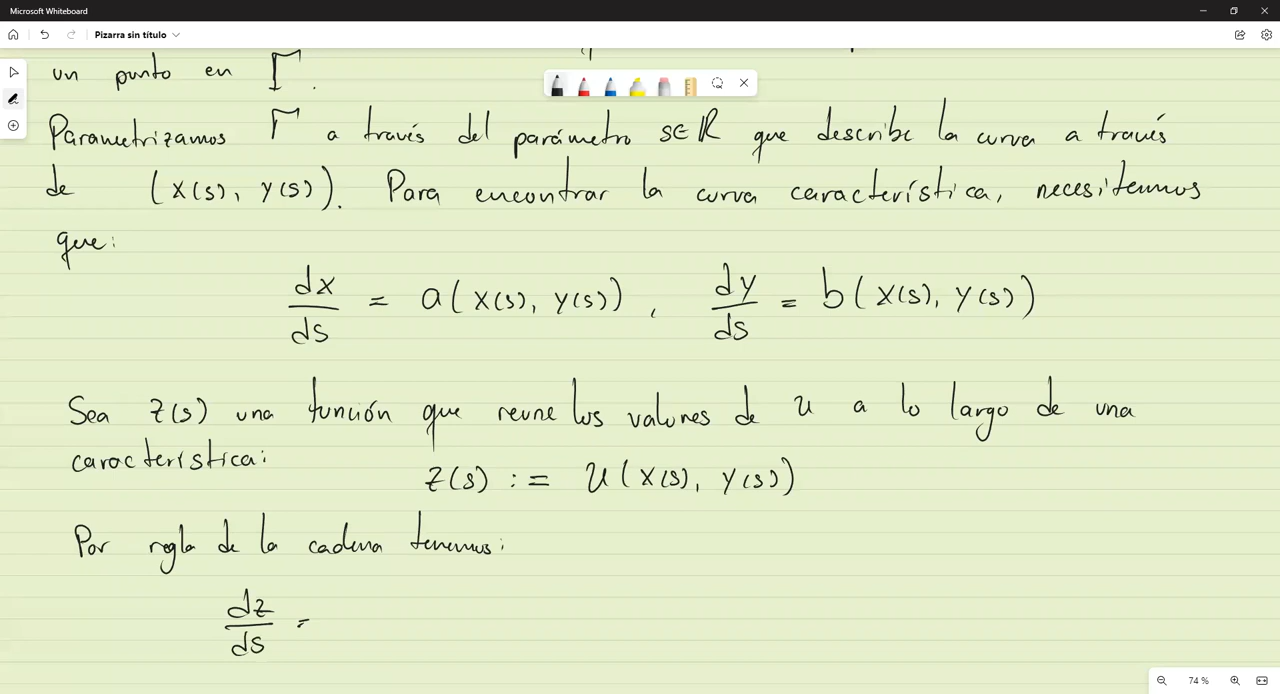 Microsoft Whiteboard
Pizarra sin título
un punto en Γ.
Parametrizamos Γ a través del parámetro s∈ℝ que describe la curva a través
de (x(s), y(s)). Para encontrar la curva característica, necesitamos
que:
dx/ds = a(x(s), y(s)), dy/ds = b(x(s), y(s))
Sea z(s) una función que reune los valores de u a lo largo de una
característica:
z(s) := u(x(s), y(s))
Por regla de la cadena tenemos:
dz/ds =
74 %